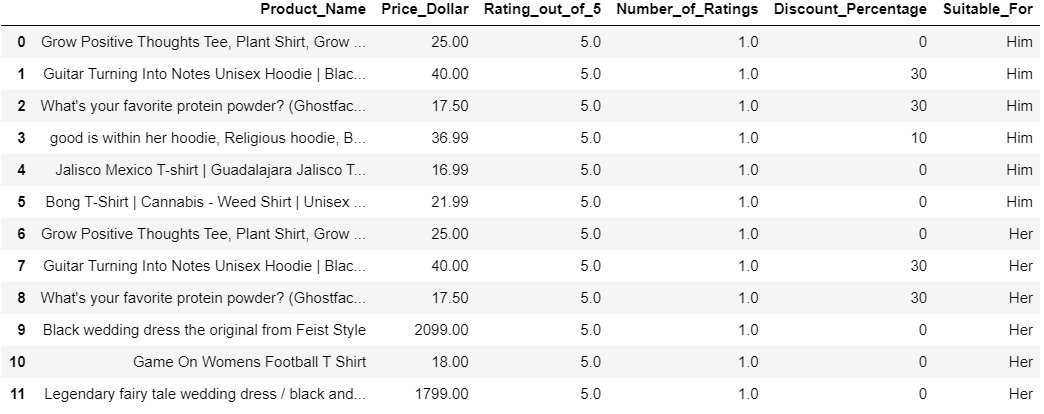 Product_Name Price_Dollar Rating_out_of_5 Number_of_Ratings Discount_Percentage Suitable_For
0 Grow Positive Thoughts Tee, Plant Shirt, Grow ... 25.00 5.0 1.0 0 Him
1 Guitar Turning Into Notes Unisex Hoodie | Blac... 40.00 5.0 1.0 30 Him
2 What's your favorite protein powder? (Ghostfac... 17.50 5.0 1.0 30 Him
3 good is within her hoodie, Religious hoodie, B... 36.99 5.0 1.0 10 Him
4 Jalisco Mexico T-shirt | Guadalajara Jalisco T... 16.99 5.0 1.0 0 Him
5 Bong T-Shirt | Cannabis - Weed Shirt | Unisex ... 21.99 5.0 1.0 0 Him
6 Grow Positive Thoughts Tee, Plant Shirt, Grow ... 25.00 5.0 1.0 0 Her
7 Guitar Turning Into Notes Unisex Hoodie | Blac... 40.00 5.0 1.0 30 Her
8 What's your favorite protein powder? (Ghostfac... 17.50 5.0 1.0 30 Her
9 Black wedding dress the original from Feist Style 2099.00 5.0 1.0 0 Her
10 Game On Womens Football T Shirt 18.00 5.0 1.0 0 Her
11 Legendary fairy tale wedding dress / black and... 1799.00 5.0 1.0 0 Her